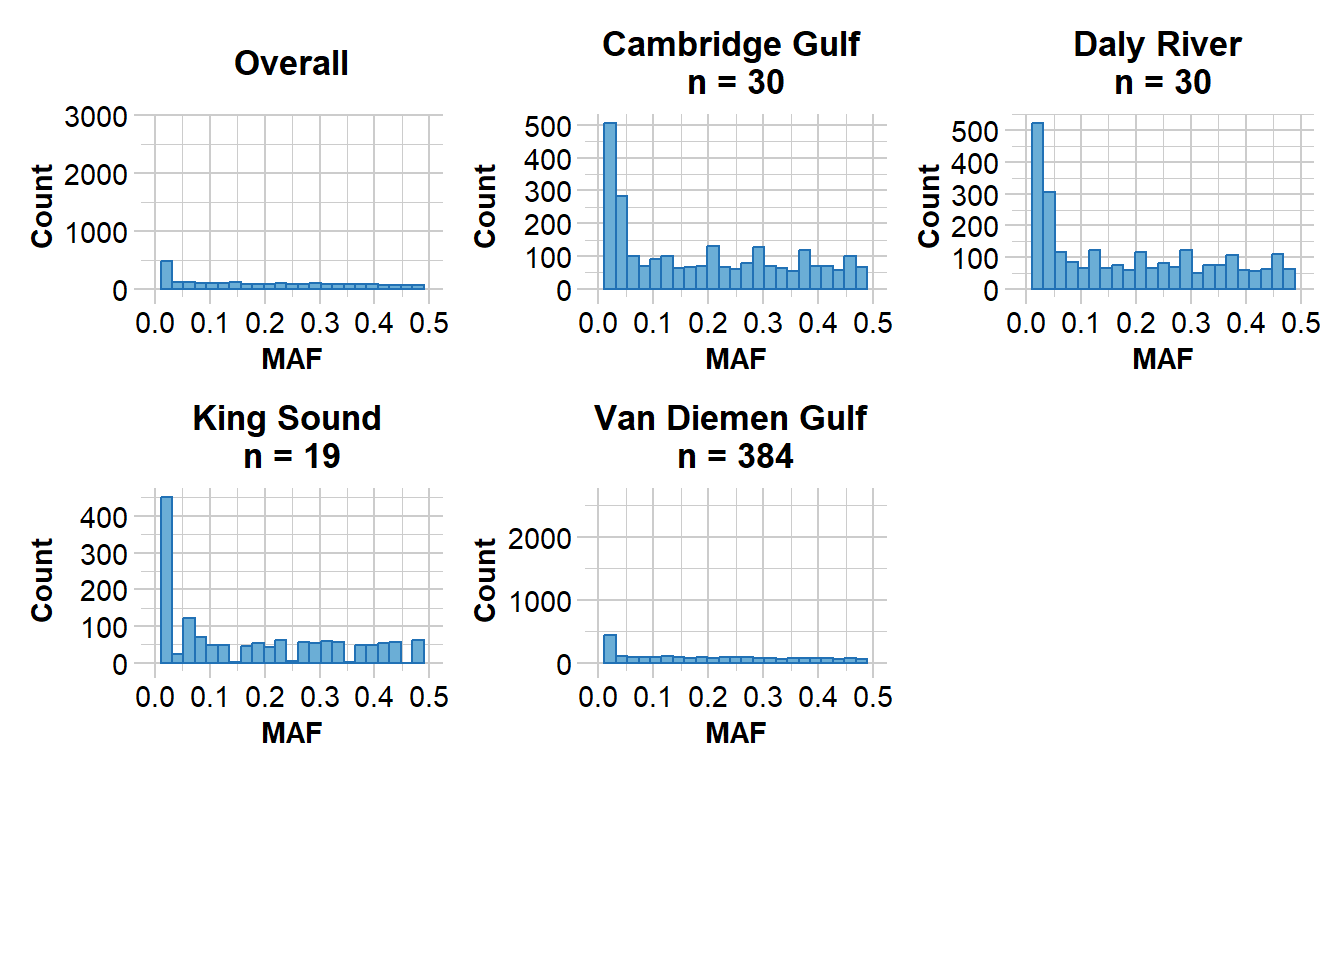 Overall
3000
2000
1000
0
Count
0.0 0.1 0.2 0.3 0.4 0.5
MAF
Cambridge Gulf
n = 30
500
400
300
200
100
0
Count
0.0 0.1 0.2 0.3 0.4 0.5
MAF
Daly River
n = 30
500
400
300
200
100
0
Count
0.0 0.1 0.2 0.3 0.4 0.5
MAF
King Sound
n = 19
400
300
200
100
0
Count
0.0 0.1 0.2 0.3 0.4 0.5
MAF
Van Diemen Gulf
n = 384
2000
1000
0
Count
0.0 0.1 0.2 0.3 0.4 0.5
MAF